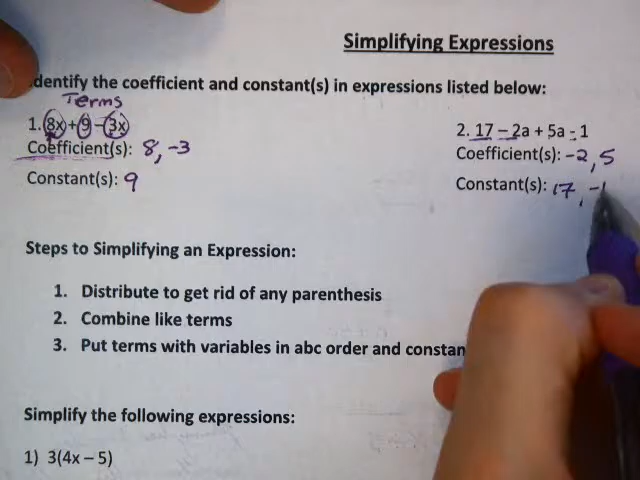 Simplifying Expressions
dentify the coefficient and constant(s) in expressions listed below:
Terms
1. 8x + 9 – 3x
Coefficient(s): 8, -3
Constant(s): 9
2. 17 – 2a + 5a - 1
Coefficient(s): -2, 5
Constant(s): 17, -1
Steps to Simplifying an Expression:
1. Distribute to get rid of any parenthesis
2. Combine like terms
3. Put terms with variables in abc order and constan
Simplify the following expressions:
1) 3(4x – 5)